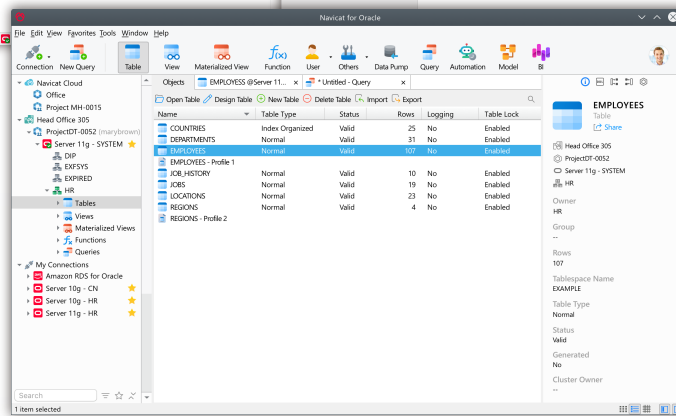 Navicat for Oracle
File Edit View Favorites Tools Window Help
Connection New Query Table View Materialized View Function User Others Data Pump Query Automation Model BI
Navicat Cloud
Office
Project MH-0015
Head Office 305
ProjectDT-0052 (marybrown)
Server 11g - SYSTEM
DIP
EXFSYS
EXPIRED
HR
Tables
Views
Materialized Views
Functions
Queries
My Connections
Amazon RDS for Oracle
Server 10g - CN
Server 10g - HR
Server 11g - HR
Search
1 item selected
Objects EMPLOYESS @Server 11... * Untitled - Query
Open Table Design Table New Table Delete Table Import Export
Name Table Type Status Rows Logging Table Lock
COUNTRIES Index Organized Valid 25 No Enabled
DEPARTMENTS Normal Valid 31 No Enabled
EMPLOYEES Normal Valid 107 No Enabled
EMPLOYEES - Profile 1
JOB_HISTORY Normal Valid 10 No Enabled
JOBS Normal Valid 19 No Enabled
LOCATIONS Normal Valid 23 No Enabled
REGIONS Normal Valid 4 No Enabled
REGIONS - Profile 2
EMPLOYEES
Table
Share
Head Office 305
ProjectDT-0052
Server 11g - SYSTEM
HR
Owner
HR
Group
--
Rows
107
Tablespace Name
EXAMPLE
Table Type
Normal
Status
Valid
Generated
No
Cluster Owner
--